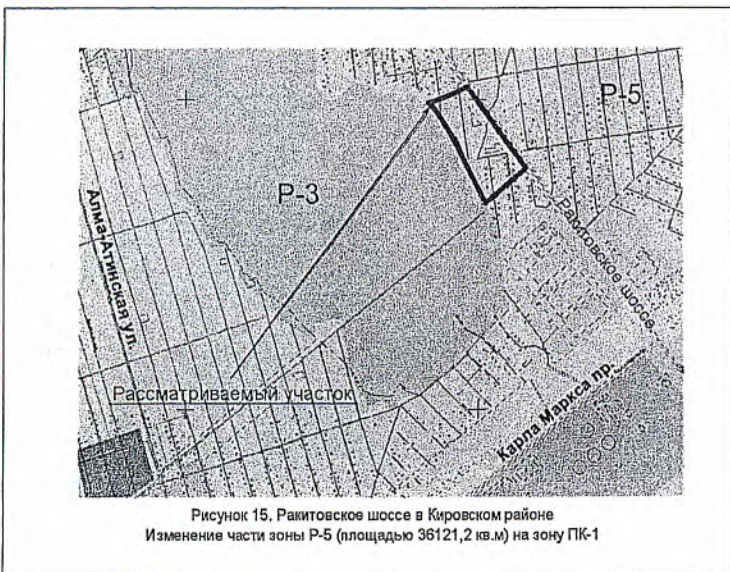 Р-5
Р-3
Алма-Атинская ул.
Ракитовское шоссе
Рассматриваемый участок
Карла Маркса пр.
Рисунок 15. Ракитовское шоссе в Кировском районе
Изменение части зоны Р-5 (площадью 36121,2 кв.м) на зону ПК-1